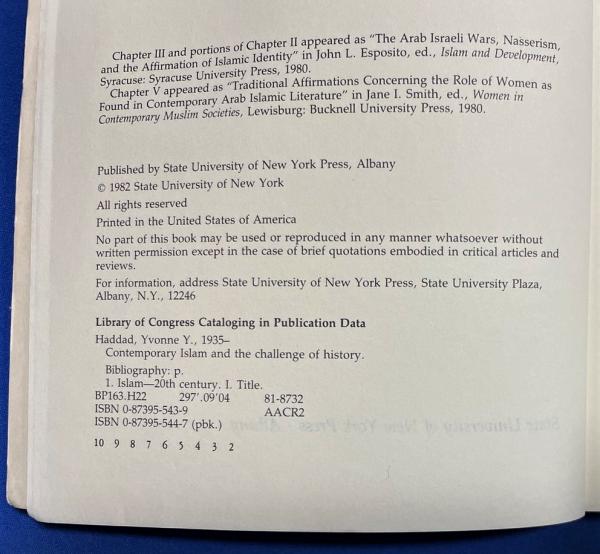 Chapter III and portions of Chapter II appeared as "The Arab Israeli Wars, Nasserism,
and the Affirmation of Islamic Identity" in John L. Esposito, ed., Islam and Development,
Syracuse: Syracuse University Press, 1980.
Chapter V appeared as "Traditional Affirmations Concerning the Role of Women as
Found in Contemporary Arab Islamic Literature" in Jane I. Smith, ed., Women in
Contemporary Muslim Societies, Lewisburg: Bucknell University Press, 1980.
Published by State University of New York Press, Albany
© 1982 State University of New York
All rights reserved
Printed in the United States of America
No part of this book may be used or reproduced in any manner whatsoever without
written permission except in the case of brief quotations embodied in critical articles and
reviews.
For information, address State University of New York Press, State University Plaza,
Albany, N.Y., 12246
Library of Congress Cataloging in Publication Data
Haddad, Yvonne Y., 1935–
Contemporary Islam and the challenge of history.
Bibliography: p.
1. Islam—20th century. I. Title.
BP163.H22 297'.09'04 81-8732
ISBN 0-87395-543-9 AACR2
ISBN 0-87395-544-7 (pbk.)
10 9 8 7 6 5 4 3 2